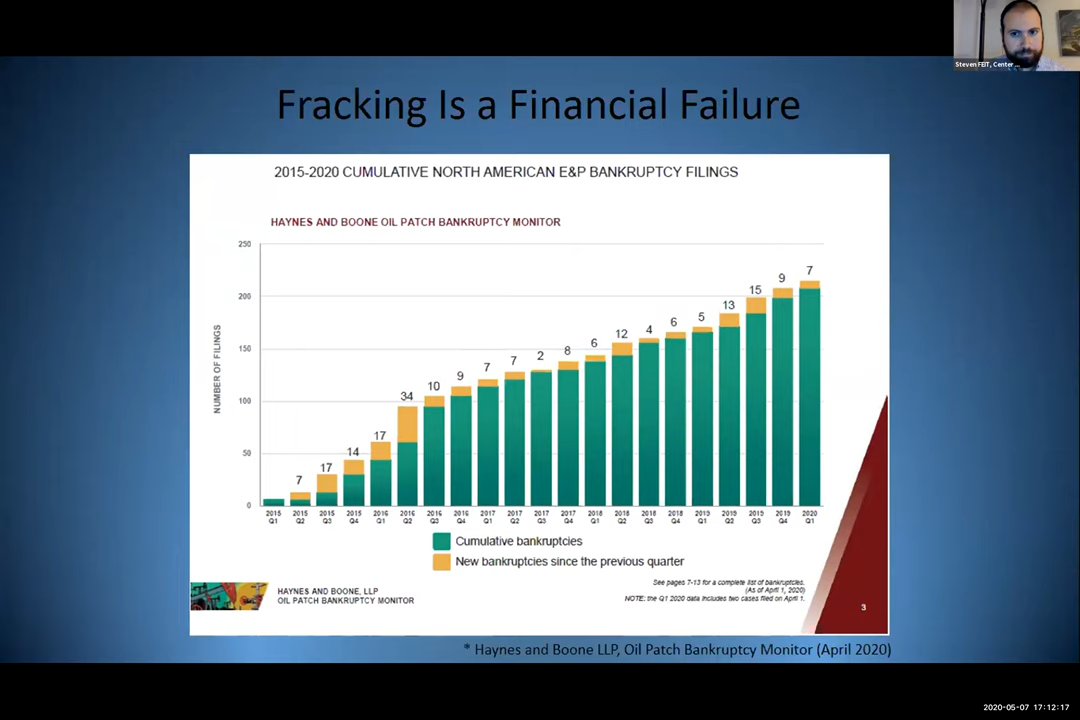 Steven FEIT, Center ...
Fracking Is a Financial Failure
2015-2020 CUMULATIVE NORTH AMERICAN E&P BANKRUPTCY FILINGS
HAYNES AND BOONE OIL PATCH BANKRUPTCY MONITOR
NUMBER OF FILINGS
250
200
150
100
50
0
7 17 14 17 34 10 9 7 7 2 8 6 12 4 6 5 13 15 9 7
2015 2015 2015 2015 2016 2016 2016 2016 2017 2017 2017 2017 2018 2018 2018 2018 2019 2019 2019 2019 2020
Q1 Q2 Q3 Q4 Q1 Q2 Q3 Q4 Q1 Q2 Q3 Q4 Q1 Q2 Q3 Q4 Q1 Q2 Q3 Q4 Q1
Cumulative bankruptcies
New bankruptcies since the previous quarter
See pages 7-13 for a complete list of bankruptcies.
(As of April 1, 2020)
NOTE: the Q1 2020 data includes two cases filed on April 1.
HAYNES AND BOONE, LLP
OIL PATCH BANKRUPTCY MONITOR
3
* Haynes and Boone LLP, Oil Patch Bankruptcy Monitor (April 2020)
2020-05-07 17:12:17